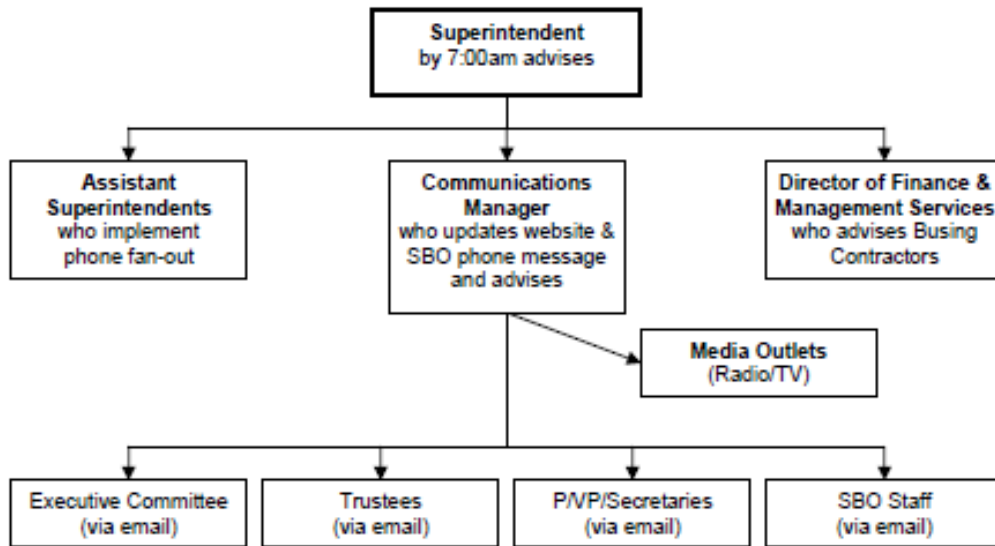 Superintendent
by 7:00am advises
Assistant
Superintendents
who implement
phone fan-out
Communications
Manager
who updates website &
SBO phone message
and advises
Director of Finance &
Management Services
who advises Busing
Contractors
Media Outlets
(Radio/TV)
Executive Committee
(via email)
Trustees
(via email)
P/VP/Secretaries
(via email)
SBO Staff
(via email)